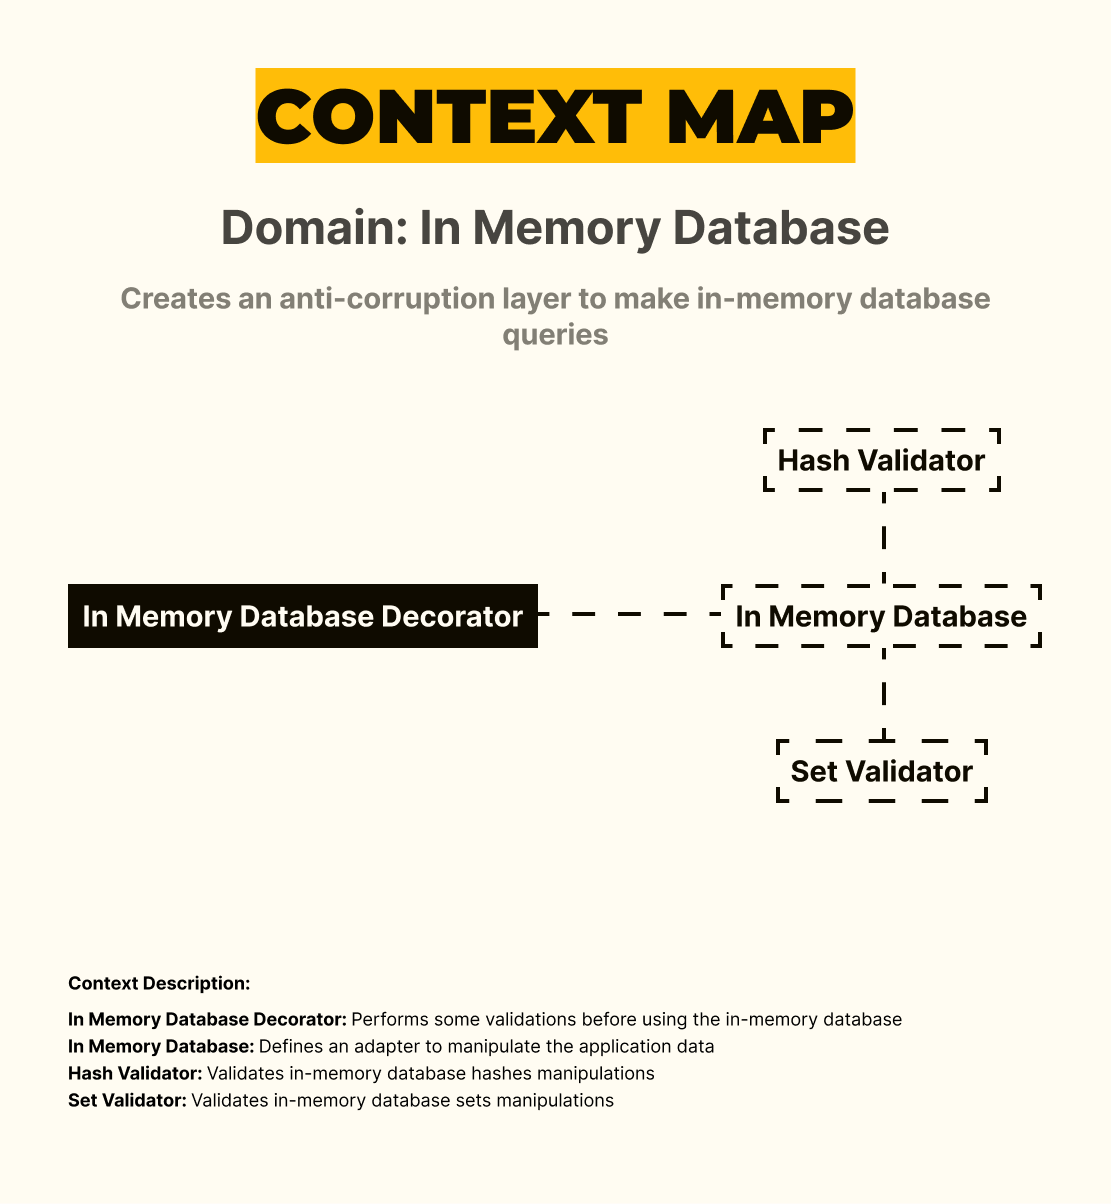 CONTEXT MAP
Domain: In Memory Database
Creates an anti-corruption layer to make in-memory database
queries
Hash Validator
In Memory Database Decorator
In Memory Database
Set Validator
Context Description:
In Memory Database Decorator: Performs some validations before using the in-memory database
In Memory Database: Defines an adapter to manipulate the application data
Hash Validator: Validates in-memory database hashes manipulations
Set Validator: Validates in-memory database sets manipulations